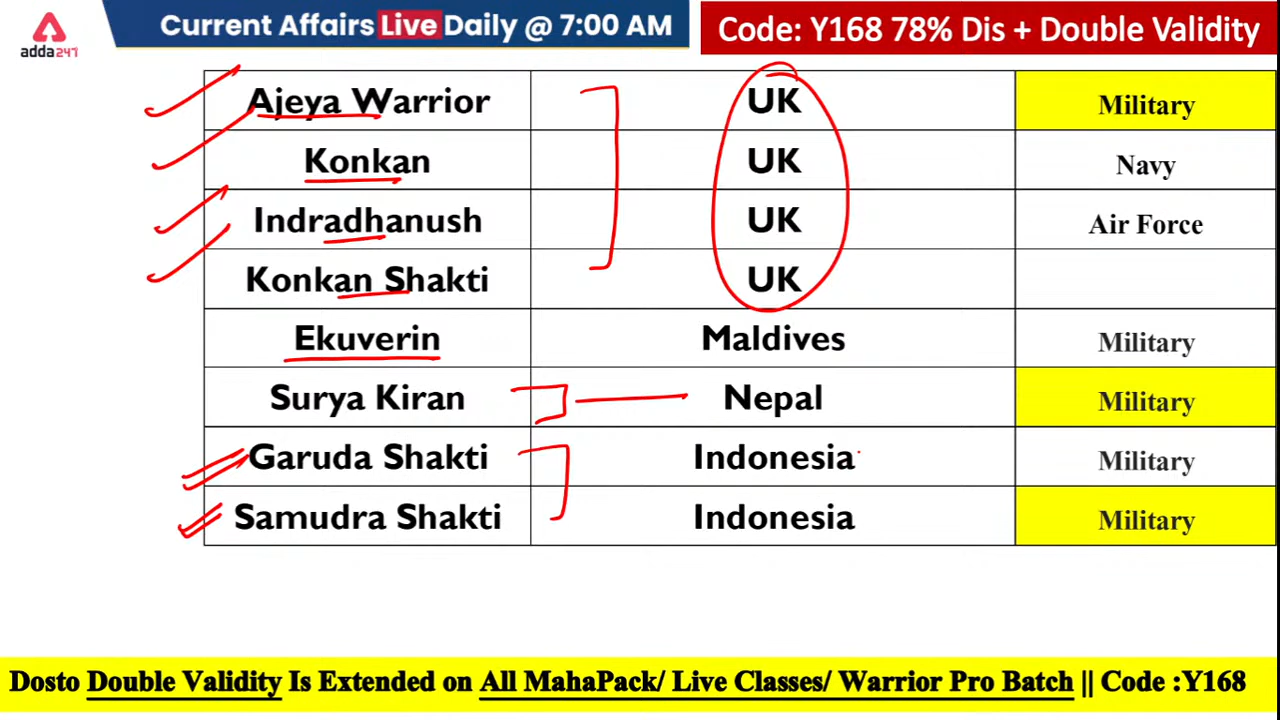 adda247
Current Affairs Live Daily @ 7:00 AM
Code: Y168 78% Dis + Double Validity
Ajeya Warrior UK Military
Konkan UK Navy
Indradhanush UK Air Force
Konkan Shakti UK
Ekuverin Maldives Military
Surya Kiran Nepal Military
Garuda Shakti Indonesia Military
Samudra Shakti Indonesia Military
Dosto Double Validity Is Extended on All MahaPack/ Live Classes/ Warrior Pro Batch || Code :Y168